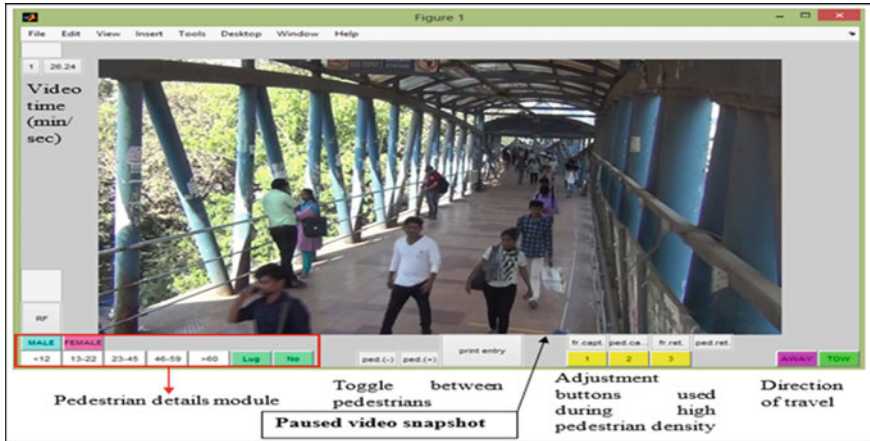 Figure 1
File Edit View Insert Tools Desktop Window Help
1 26.24
Video
time
(min/
sec)
RF
MALE FEMALE
fr.capt. ped.ca... fr.ret. ped.ret.
<12 13-22 23-45 46-59 >60 Lug No
ped.(-) ped.(+) print entry
1 2 3
AWAY TOW
Pedestrian details module
Toggle between
pedestrians
Paused video snapshot
Adjustment
buttons used
during high
pedestrian density
Direction
of travel